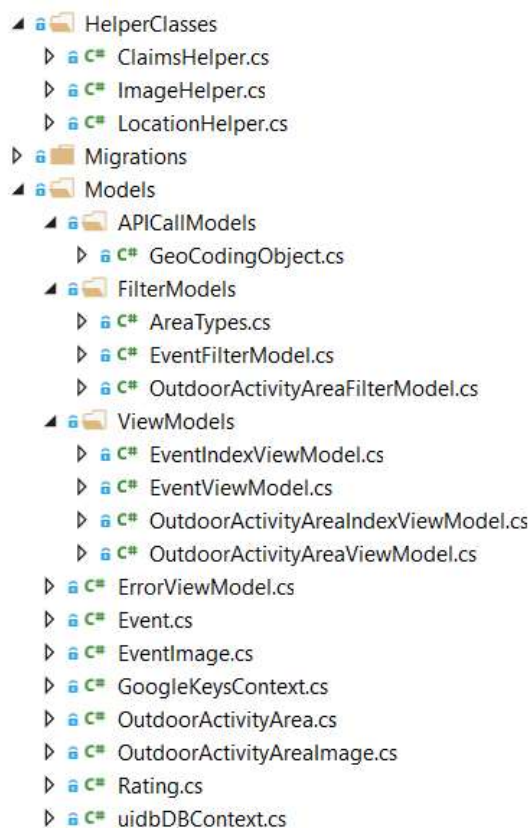 HelperClasses
C# ClaimsHelper.cs
C# ImageHelper.cs
C# LocationHelper.cs
Migrations
Models
APICallModels
C# GeoCodingObject.cs
FilterModels
C# AreaTypes.cs
C# EventFilterModel.cs
C# OutdoorActivityAreaFilterModel.cs
ViewModels
C# EventIndexViewModel.cs
C# EventViewModel.cs
C# OutdoorActivityAreaIndexViewModel.cs
C# OutdoorActivityAreaViewModel.cs
C# ErrorViewModel.cs
C# Event.cs
C# EventImage.cs
C# GoogleKeysContext.cs
C# OutdoorActivityArea.cs
C# OutdoorActivityAreaImage.cs
C# Rating.cs
C# uidbDBContext.cs